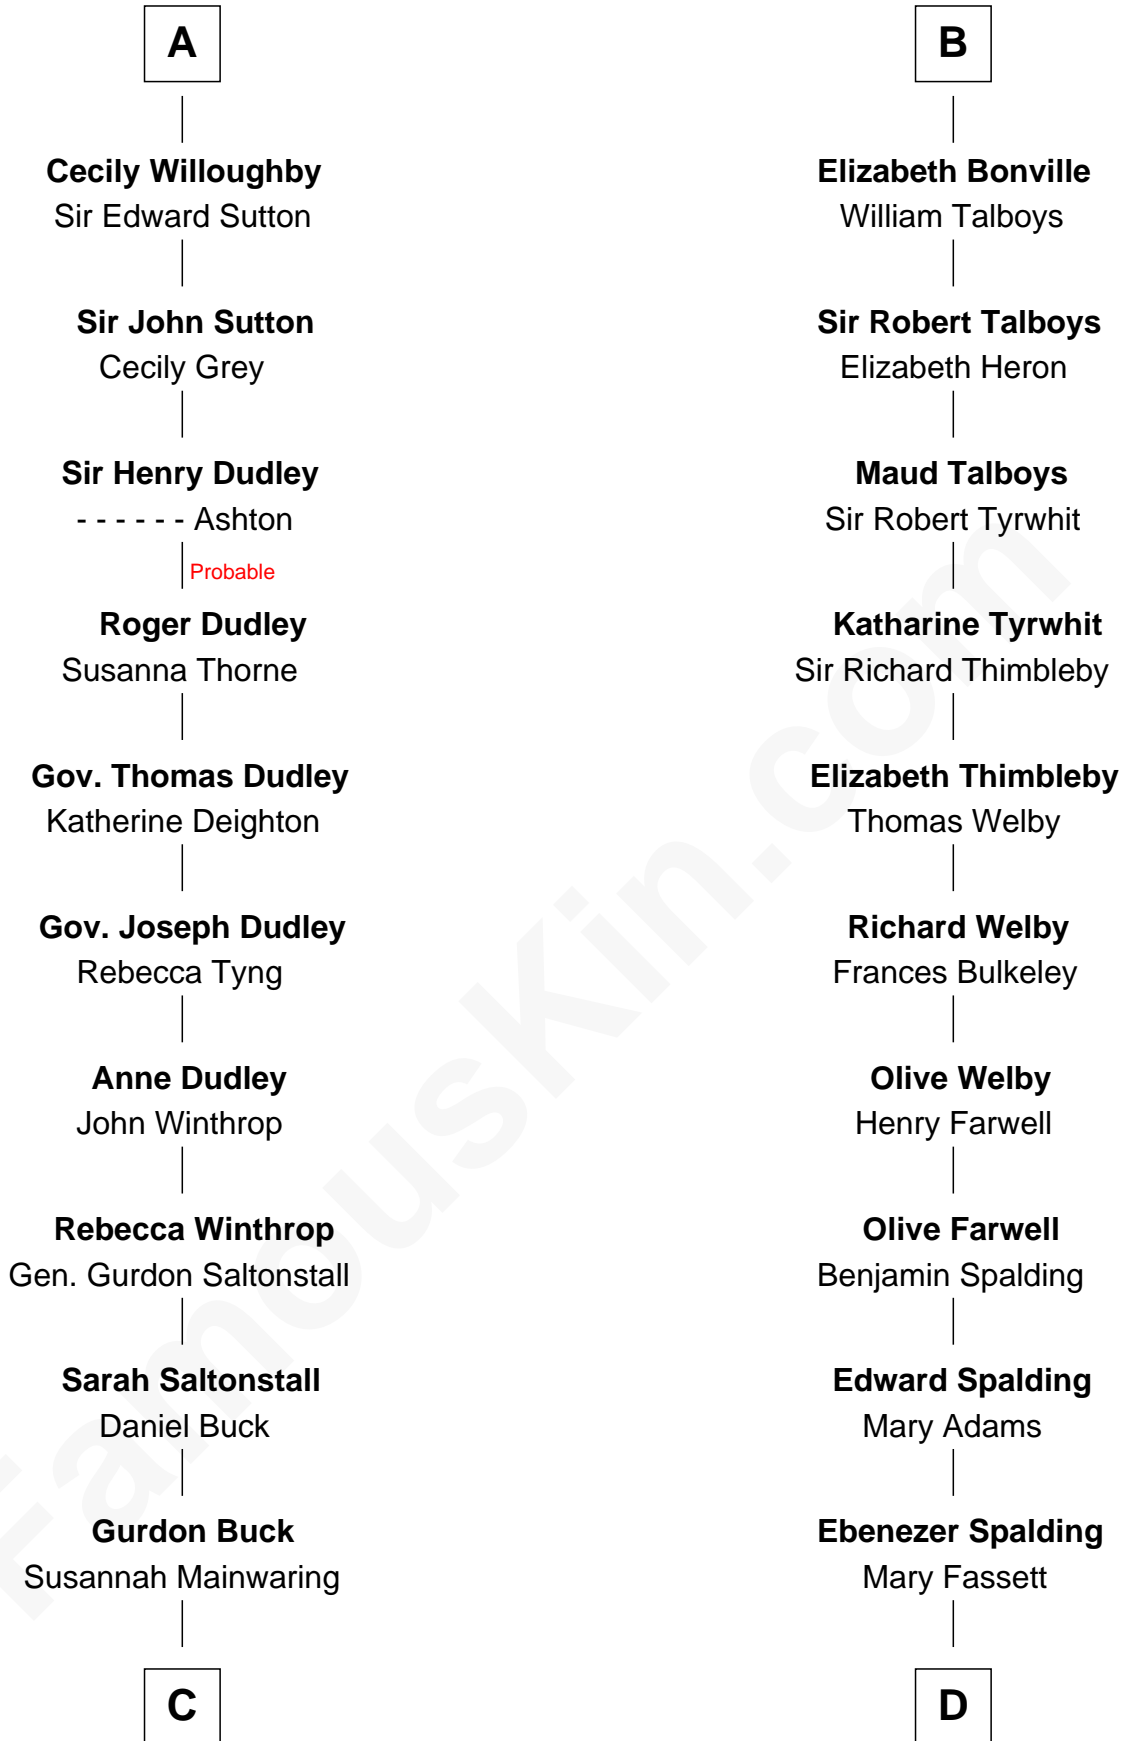 A
Cecily Willoughby
Sir Edward Sutton
Sir John Sutton
Cecily Grey
Sir Henry Dudley
- - - - - - Ashton
Probable
Roger Dudley
Susanna Thorne
Gov. Thomas Dudley
Katherine Deighton
Gov. Joseph Dudley
Rebecca Tyng
Anne Dudley
John Winthrop
Rebecca Winthrop
Gen. Gurdon Saltonstall
Sarah Saltonstall
Daniel Buck
Gurdon Buck
Susannah Mainwaring
C
B
Elizabeth Bonville
William Talboys
Sir Robert Talboys
Elizabeth Heron
Maud Talboys
Sir Robert Tyrwhit
Katharine Tyrwhit
Sir Richard Thimbleby
Elizabeth Thimbleby
Thomas Welby
Richard Welby
Frances Bulkeley
Olive Welby
Henry Farwell
Olive Farwell
Benjamin Spalding
Edward Spalding
Mary Adams
Ebenezer Spalding
Mary Fassett
D
FamousKin.com